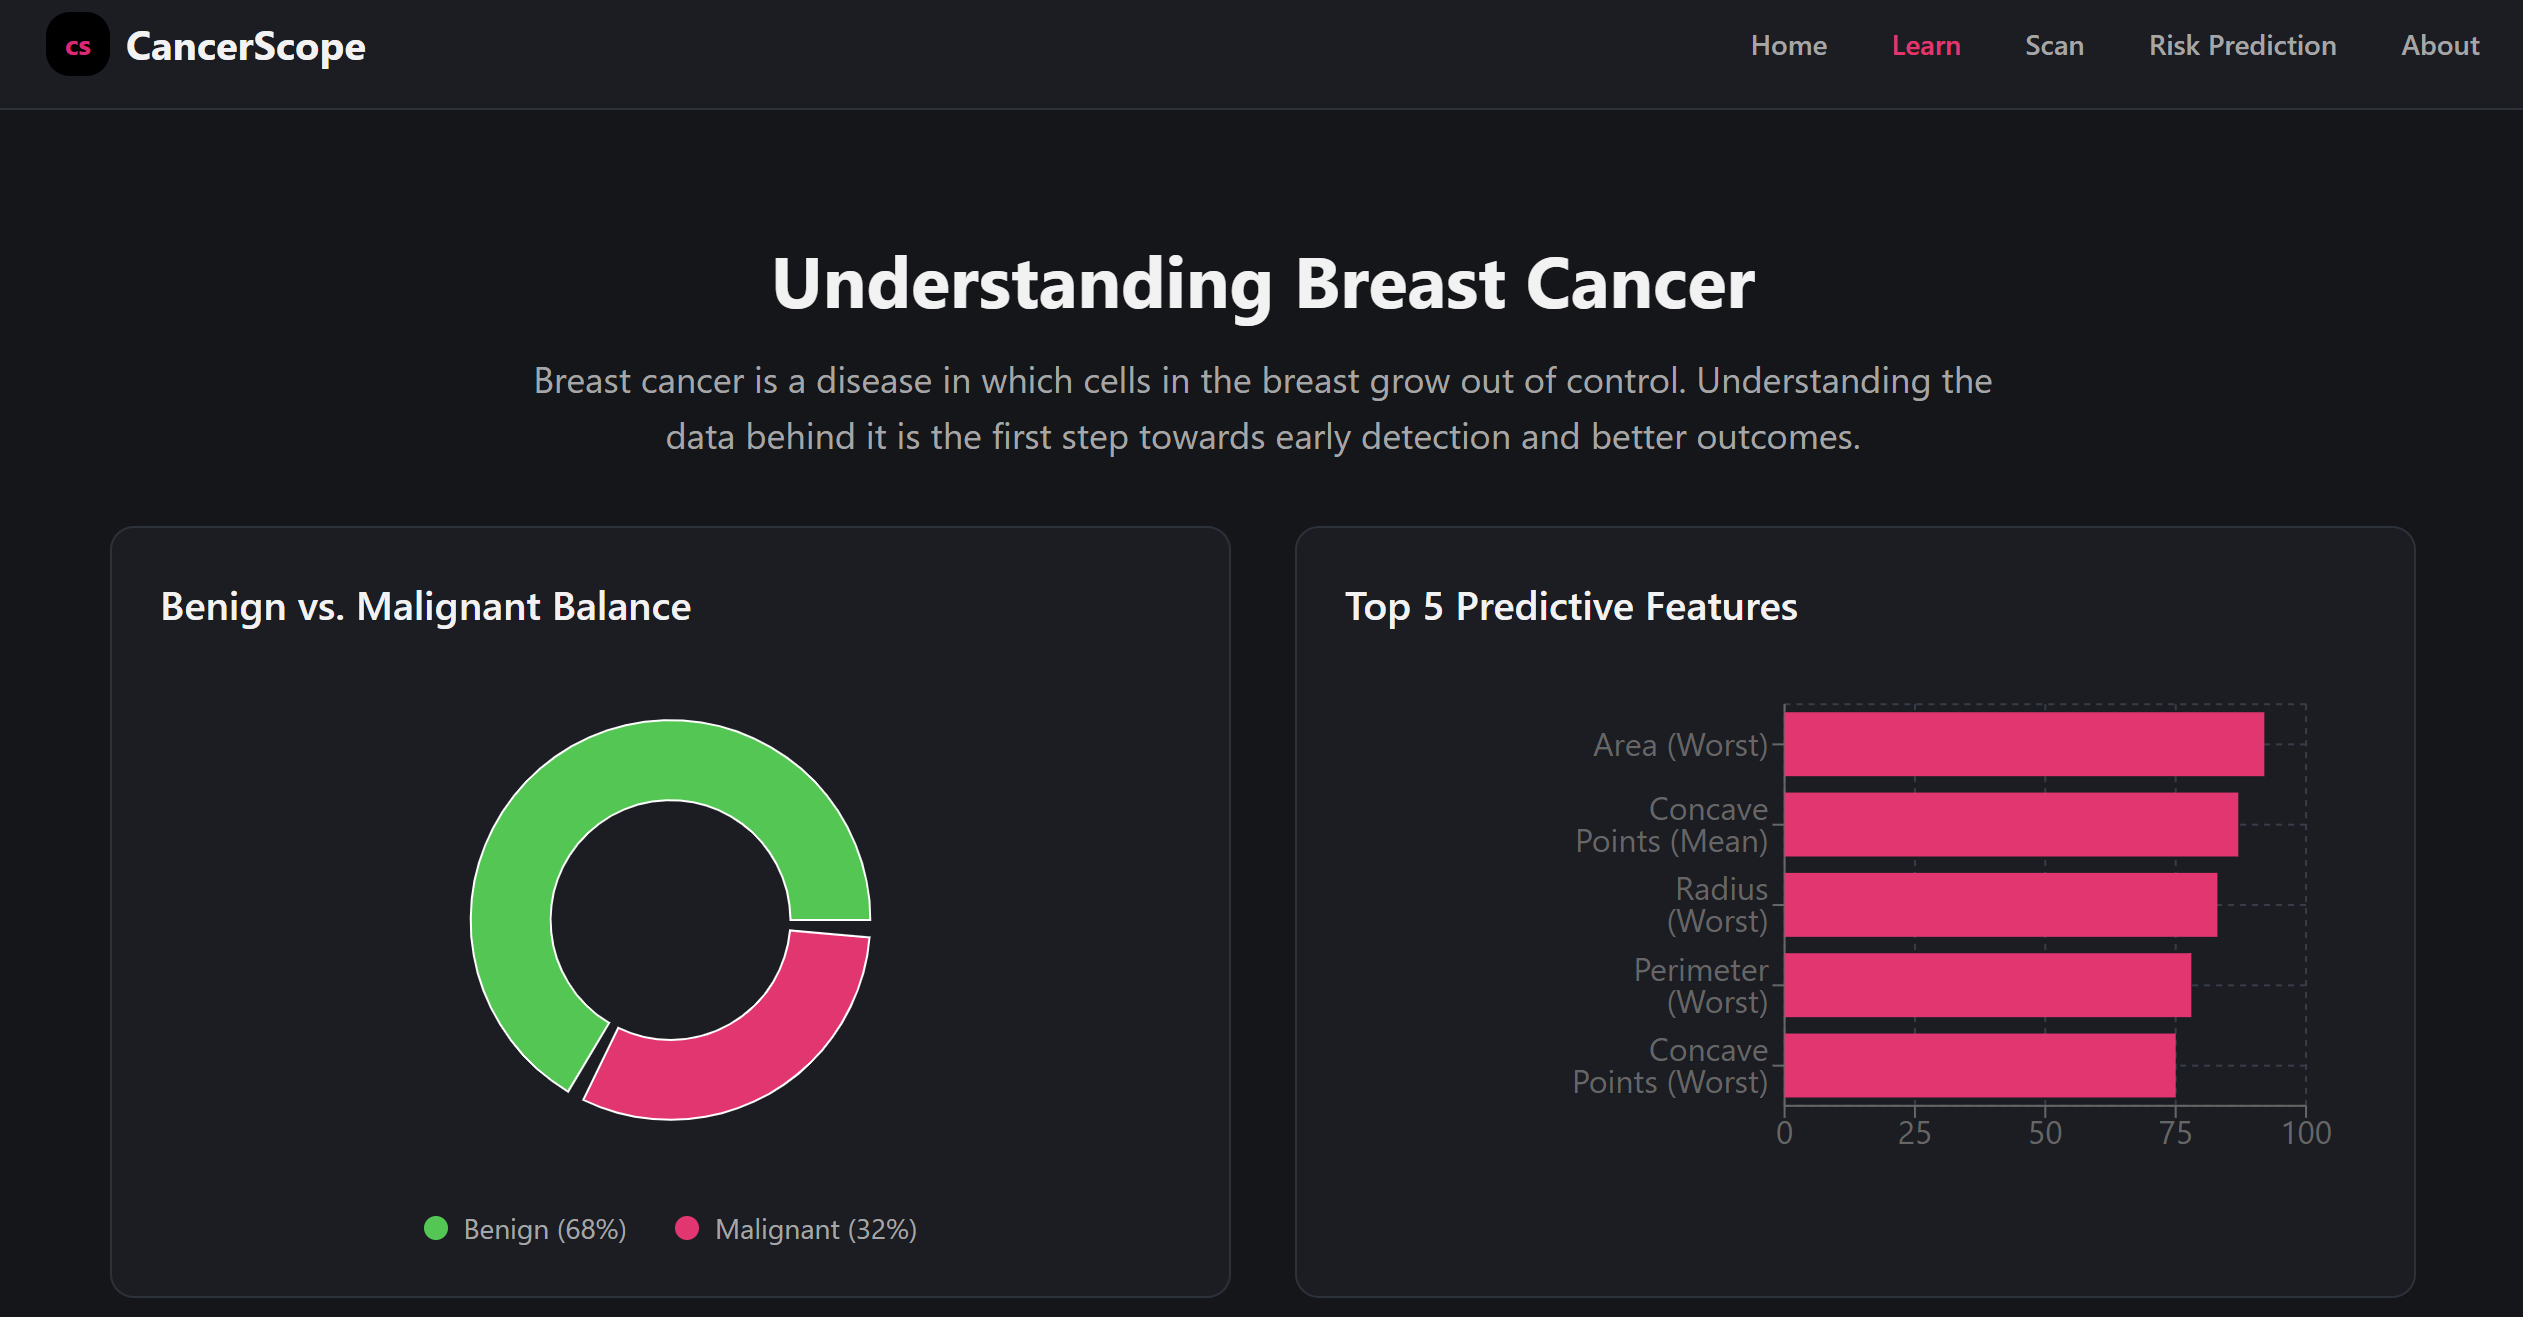 cs CancerScope
Home Learn Scan Risk Prediction About
Understanding Breast Cancer
Breast cancer is a disease in which cells in the breast grow out of control. Understanding the
data behind it is the first step towards early detection and better outcomes.
Benign vs. Malignant Balance
Benign (68%) Malignant (32%)
Top 5 Predictive Features
Area (Worst)
Concave
Points (Mean)
Radius
(Worst)
Perimeter
(Worst)
Concave
Points (Worst)
0 25 50 75 100